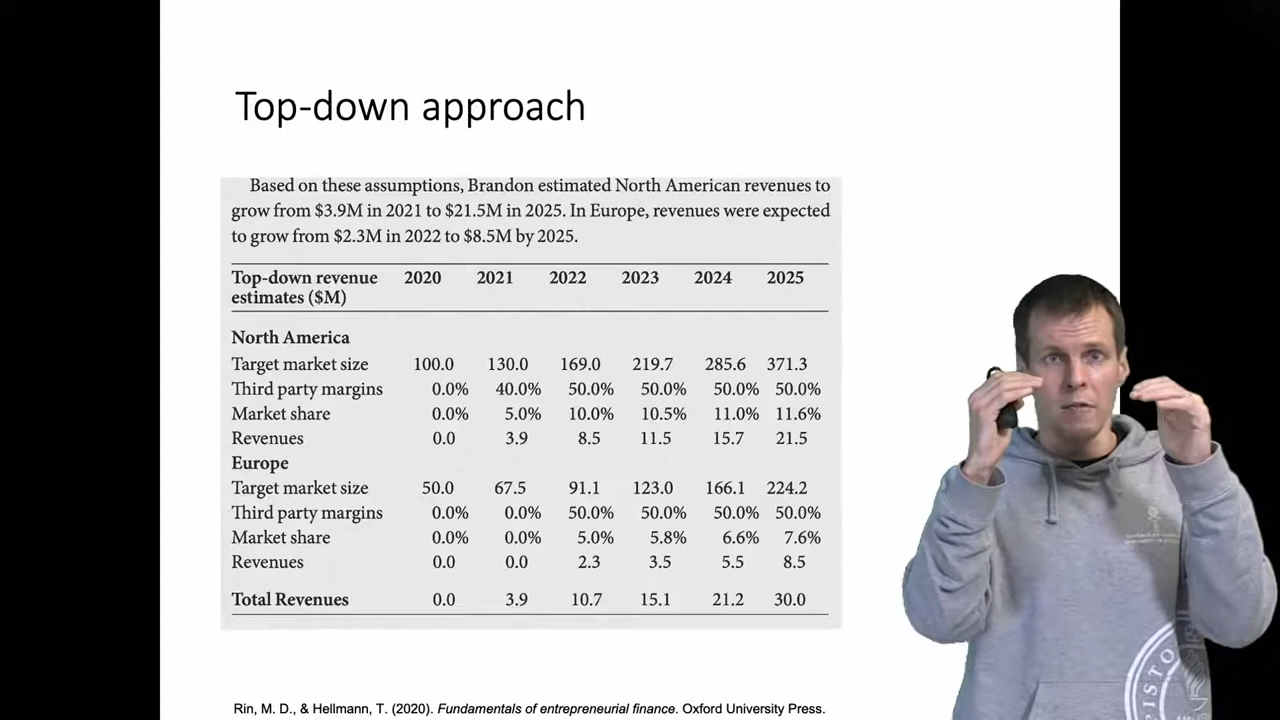 Top-down approach
Based on these assumptions, Brandon estimated North American revenues to
grow from $3.9M in 2021 to $21.5M in 2025. In Europe, revenues were expected
to grow from $2.3M in 2022 to $8.5M by 2025.
Top-down revenue 2020 2021 2022 2023 2024 2025
estimates ($M)
North America
Target market size 100.0 130.0 169.0 219.7 285.6 371.3
Third party margins 0.0% 40.0% 50.0% 50.0% 50.0% 50.0%
Market share 0.0% 5.0% 10.0% 10.5% 11.0% 11.6%
Revenues 0.0 3.9 8.5 11.5 15.7 21.5
Europe
Target market size 50.0 67.5 91.1 123.0 166.1 224.2
Third party margins 0.0% 0.0% 50.0% 50.0% 50.0% 50.0%
Market share 0.0% 0.0% 5.0% 5.8% 6.6% 7.6%
Revenues 0.0 0.0 2.3 3.5 5.5 8.5
Total Revenues 0.0 3.9 10.7 15.1 21.2 30.0
Rin, M. D., & Hellmann, T. (2020). Fundamentals of entrepreneurial finance. Oxford University Press.